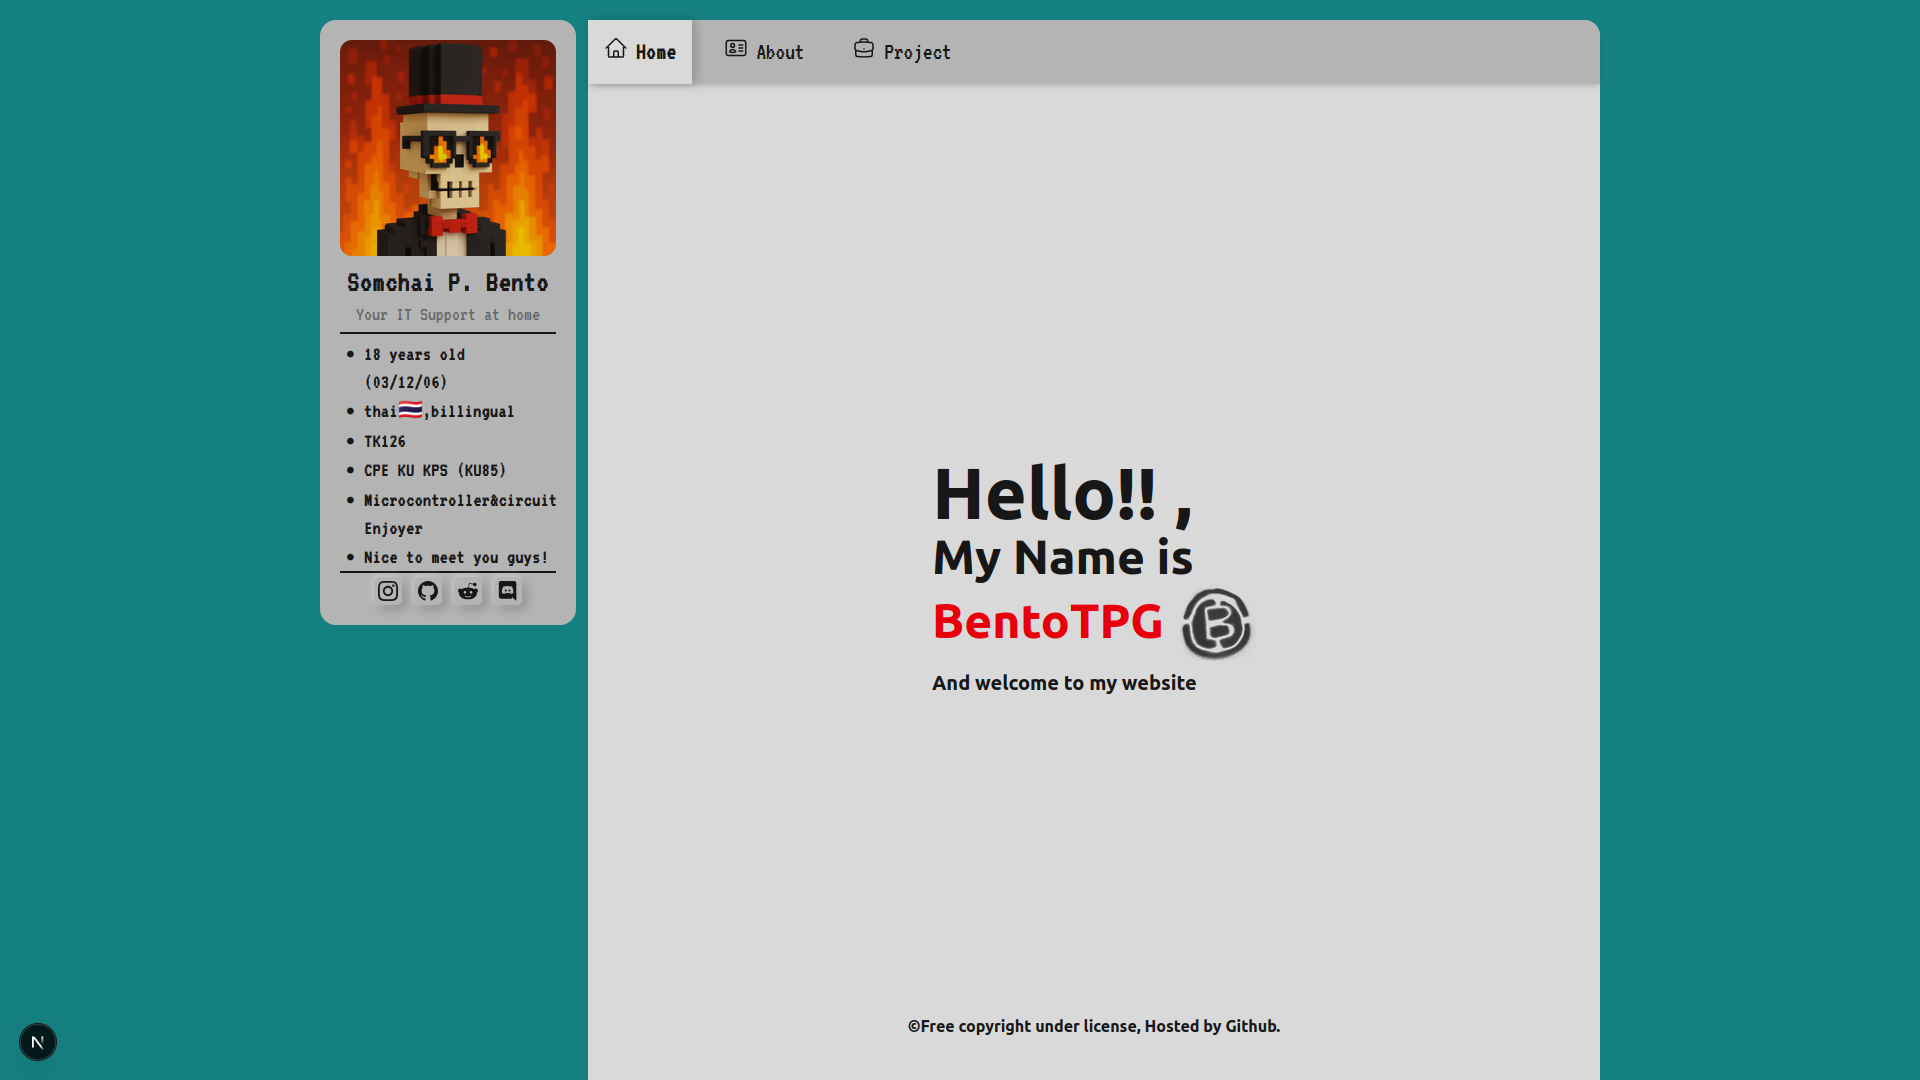 Home
About
Project
Somchai P. Bento
Your IT Support at home
18 years old
(03/12/06)
thai🇹🇭,billingual
TK126
CPE KU KPS (KU85)
Microcontroller&circuit
Enjoyer
Nice to meet you guys!
Hello!! ,
My Name is
BentoTPG
B
And welcome to my website
©Free copyright under license, Hosted by Github.
N